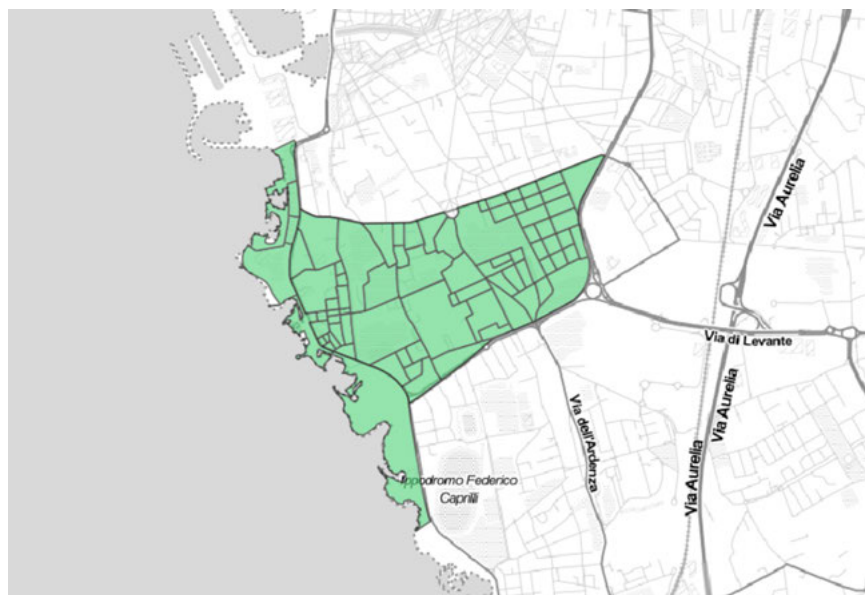 Via Aurelia
Via di Levante
Via Aurelia
Via dell'Ardenza
Via Aurelia
Ippodromo Federico
Caprilli